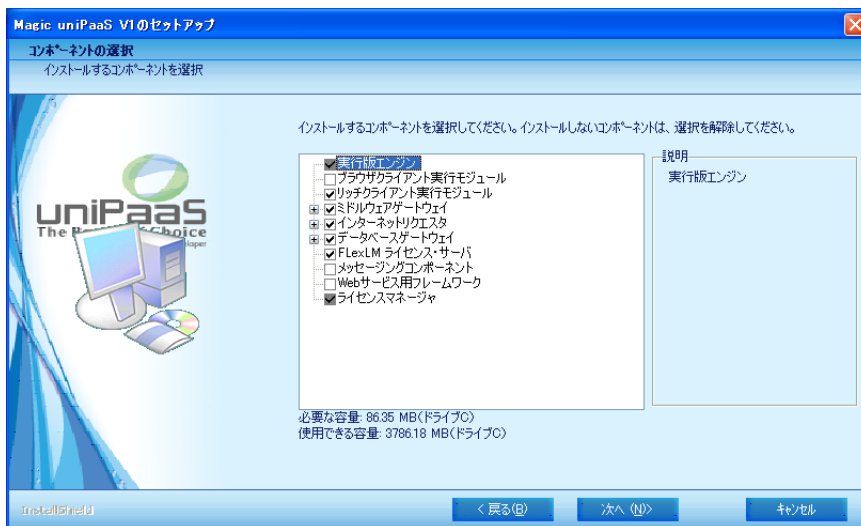 Magic uniPaaS V1のセットアップ
コンポーネントの選択
インストールするコンポーネントを選択
インストールするコンポーネントを選択してください。インストールしないコンポーネントは、選択を解除してください。
実行版エンジン
ブラウザクライアント実行モジュール
リッチクライアント実行モジュール
ミドルウェアゲートウェイ
インターネットリクエスタ
データベースゲートウェイ
FLexLM ライセンス・サーバ
メッセージングコンポーネント
Webサービス用フレームワーク
ライセンスマネージャ
説明
実行版エンジン
uniPaaS
The Choice
必要な容量: 86.35 MB(ドライブC)
使用できる容量: 3786.18 MB(ドライブC)
InstallShield
< 戻る(B)
次へ (N)>
キャンセル